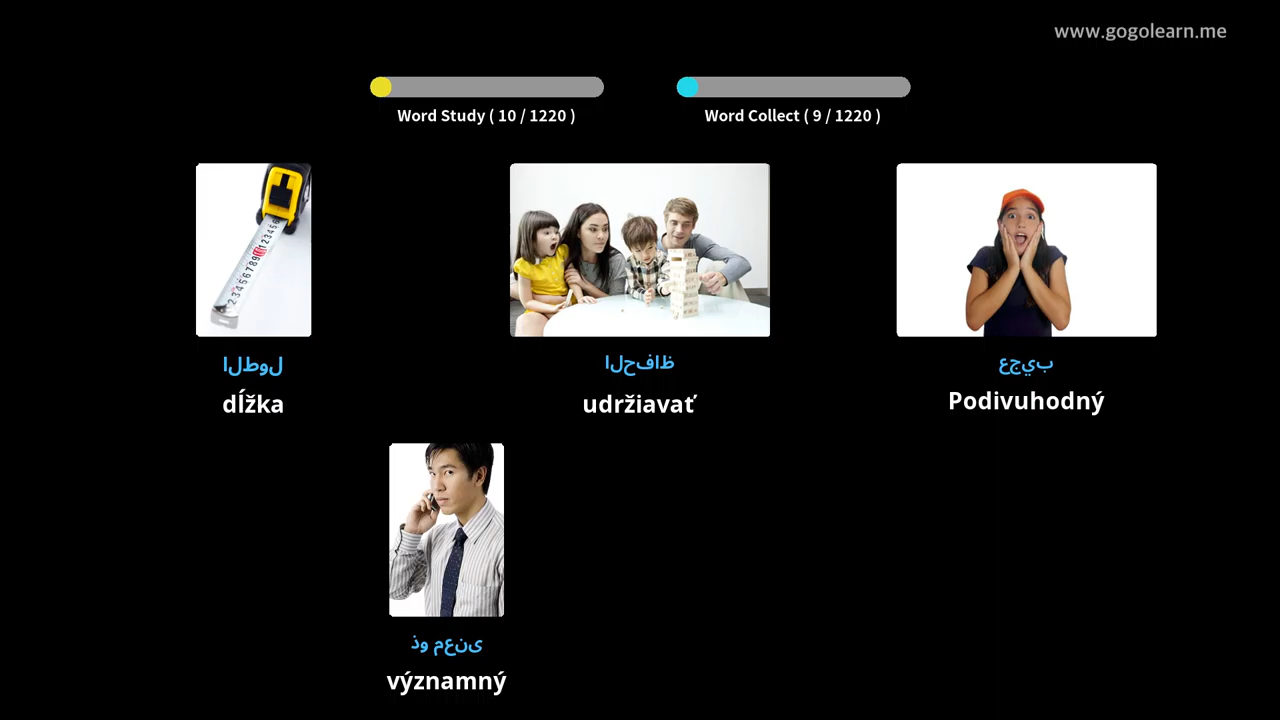 www.gogolearn.me
Word Study ( 10 / 1220 )
Word Collect ( 9 / 1220 )
الطول
الحفاظ
عجيب
dĺžka
udržiavať
Podivuhodný
ذو معنى
významný